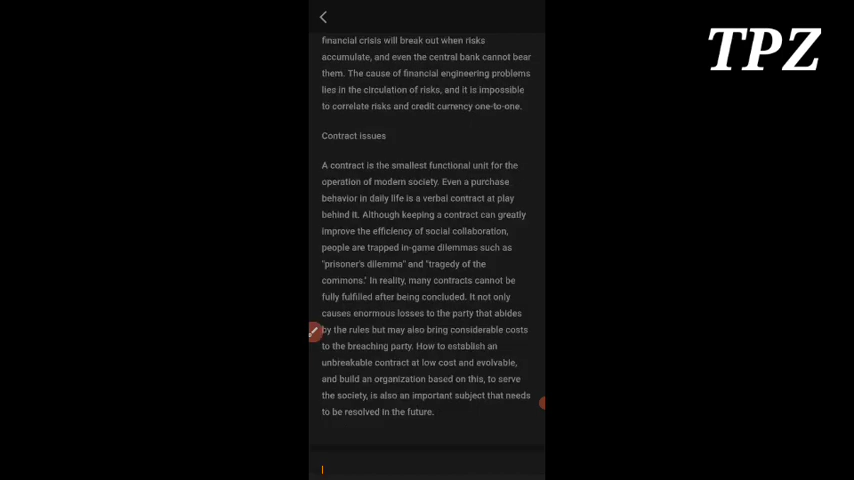 TPZ
financial crisis will break out when risks
accumulate, and even the central bank cannot bear
them. The cause of financial engineering problems
lies in the circulation of risks, and it is impossible
to correlate risks and credit currency one-to-one.
Contract issues
A contract is the smallest functional unit for the
operation of modern society. Even a purchase
behavior in daily life is a verbal contract at play
behind it. Although keeping a contract can greatly
improve the efficiency of social collaboration,
people are trapped in-game dilemmas such as
"prisoner's dilemma" and "tragedy of the
commons." In reality, many contracts cannot be
fully fulfilled after being concluded. It not only
causes enormous losses to the party that abides
by the rules but may also bring considerable costs
to the breaching party. How to establish an
unbreakable contract at low cost and evolvable,
and build an organization based on this, to serve
the society, is also an important subject that needs
to be resolved in the future.